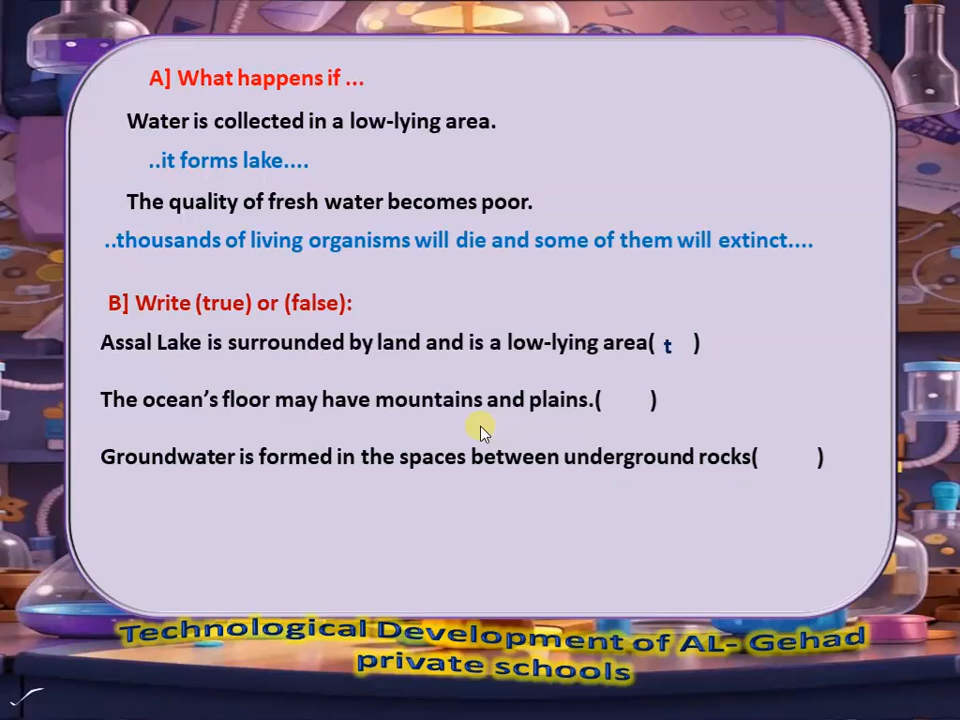 A] What happens if ...
Water is collected in a low-lying area.
..it forms lake....
The quality of fresh water becomes poor.
..thousands of living organisms will die and some of them will extinct....
B] Write (true) or (false):
Assal Lake is surrounded by land and is a low-lying area( t )
The ocean’s floor may have mountains and plains.( )
Groundwater is formed in the spaces between underground rocks( )
Technological Development of AL- Gehad
private schools